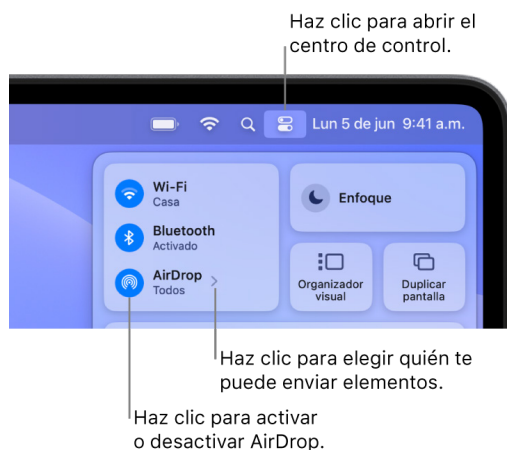 Haz clic para abrir el
centro de control.
Lun 5 de jun 9:41 a.m.
Wi-Fi
Casa
Bluetooth
Activado
AirDrop
Todos
Enfoque
Organizador
visual
Duplicar
pantalla
Haz clic para elegir quién te
puede enviar elementos.
Haz clic para activar
o desactivar AirDrop.